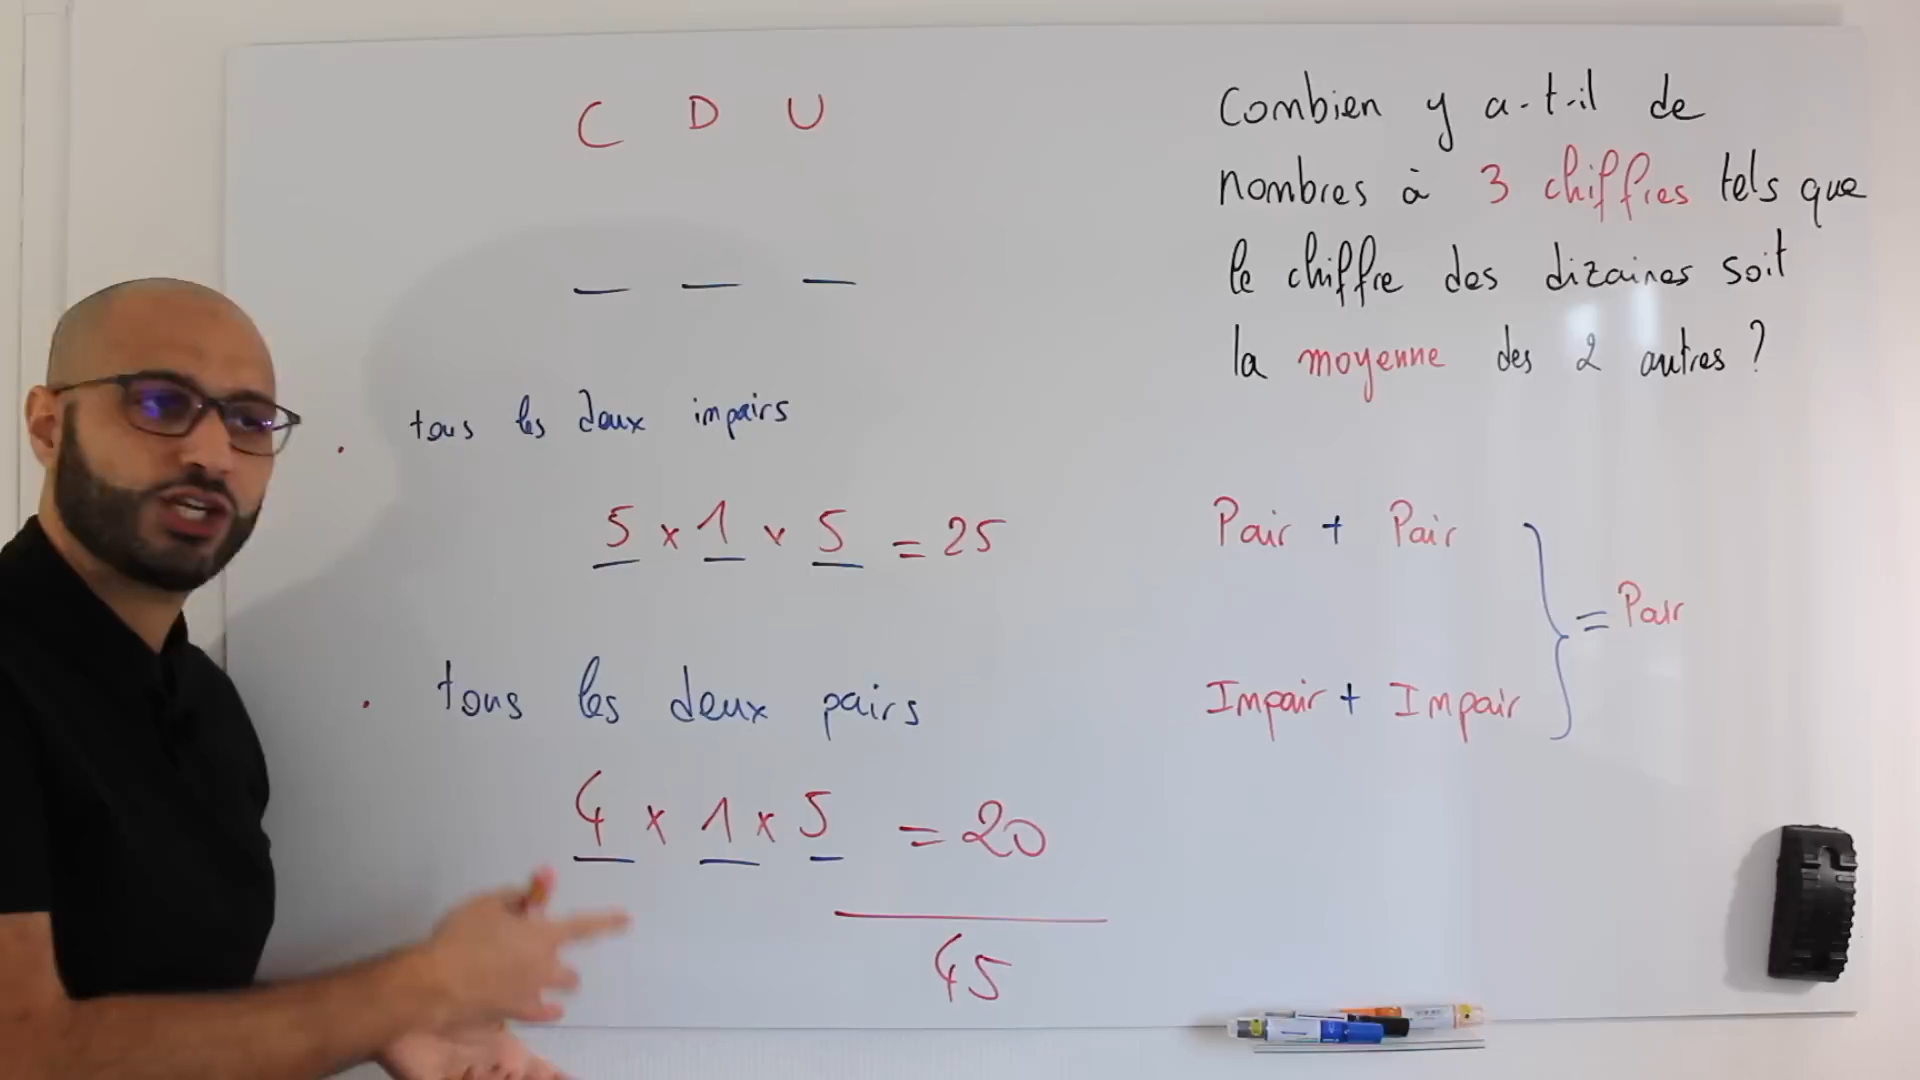 C D U
tous les deux impairs
5 x 1 x 5 = 25
tous les deux pairs
4 x 1 x 5 = 20
45
Combien y a-t-il de
nombres à 3 chiffres tels que
le chiffre des dizaines soit
la moyenne des 2 autres ?
Pair + Pair
= Pair
Impair + Impair